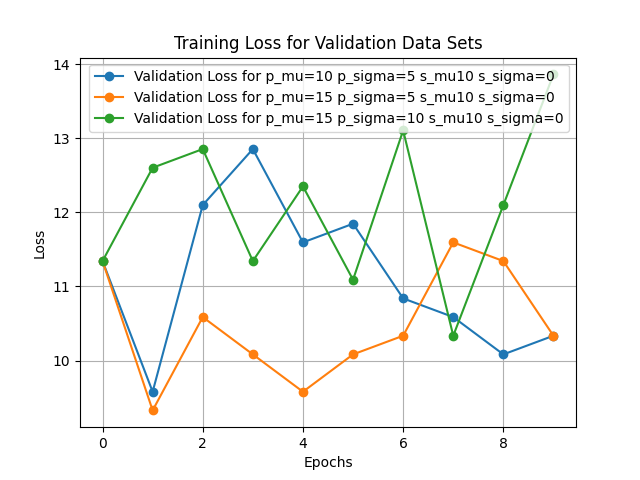 Training Loss for Validation Data Sets
14
13
12
11
10
Loss
Validation Loss for p_mu=10 p_sigma=5 s_mu10 s_sigma=0
Validation Loss for p_mu=15 p_sigma=5 s_mu10 s_sigma=0
Validation Loss for p_mu=15 p_sigma=10 s_mu10 s_sigma=0
0 2 4 6 8
Epochs